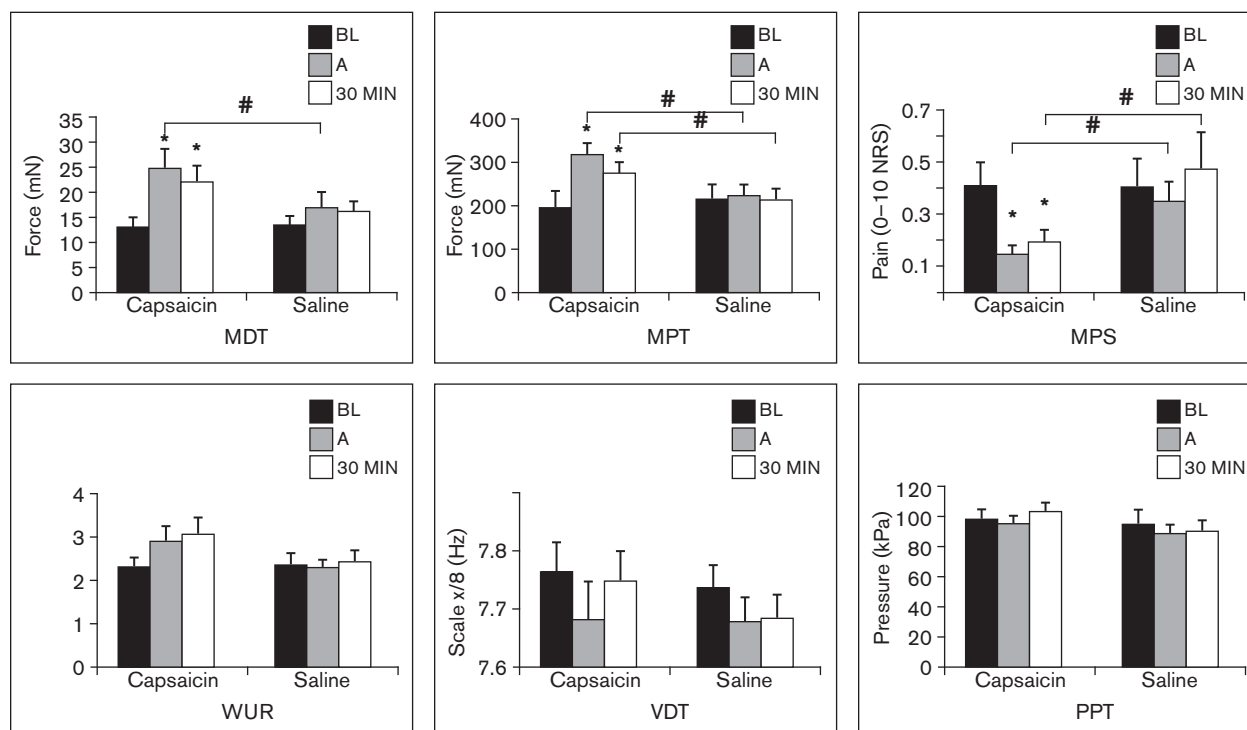 BL
A
30 MIN
#
Force (mN)
35
30
25
20
15
10
5
0
*
*
Capsaicin Saline
MDT
BL
A
30 MIN
#
#
Force (mN)
400
300
200
100
0
*
*
Capsaicin Saline
MPT
BL
A
30 MIN
#
#
Pain (0–10 NRS)
0.7
0.5
0.3
0.1
*
*
Capsaicin Saline
MPS
BL
A
30 MIN
4
3
2
1
0
Capsaicin Saline
WUR
BL
A
30 MIN
Scale x/8 (Hz)
7.8
7.7
7.6
Capsaicin Saline
VDT
BL
A
30 MIN
Pressure (kPa)
120
100
80
60
40
20
0
Capsaicin Saline
PPT